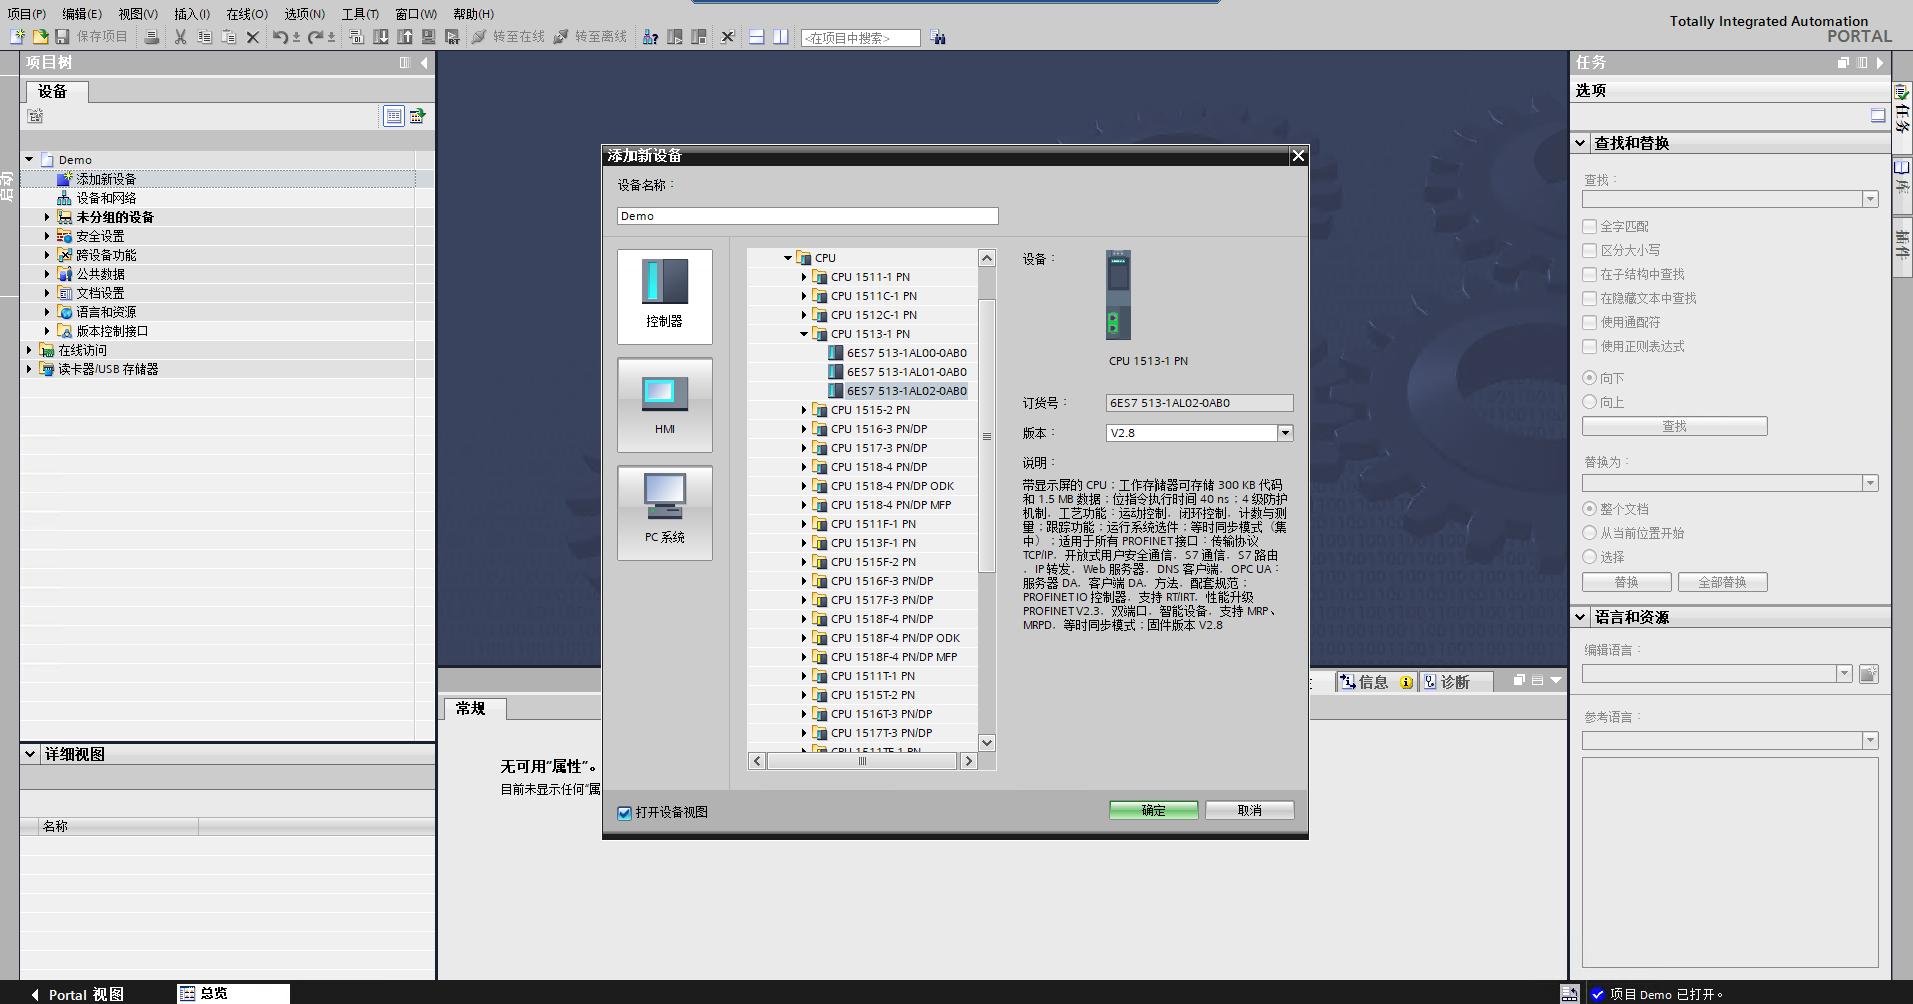 项目(P) 编辑(E) 视图(V) 插入(I) 在线(O) 选项(N) 工具(T) 窗口(W) 帮助(H)
Totally Integrated Automation
PORTAL
保存项目 转至在线 转至离线 <在项目中搜索>
项目树
设备
启动
Demo
添加新设备
设备和网络
未分组的设备
安全设置
跨设备功能
公共数据
文档设置
语言和资源
版本控制接口
在线访问
读卡器/USB 存储器
详细视图
名称
添加新设备
设备名称：
Demo
控制器
HMI
PC 系统
CPU
CPU 1511-1 PN
CPU 1511C-1 PN
CPU 1512C-1 PN
CPU 1513-1 PN
6ES7 513-1AL00-0AB0
6ES7 513-1AL01-0AB0
6ES7 513-1AL02-0AB0
CPU 1515-2 PN
CPU 1516-3 PN/DP
CPU 1517-3 PN/DP
CPU 1518-4 PN/DP
CPU 1518-4 PN/DP ODK
CPU 1518-4 PN/DP MFP
CPU 1511F-1 PN
CPU 1513F-1 PN
CPU 1515F-2 PN
CPU 1516F-3 PN/DP
CPU 1517F-3 PN/DP
CPU 1518F-4 PN/DP
CPU 1518F-4 PN/DP ODK
CPU 1518F-4 PN/DP MFP
CPU 1511T-1 PN
CPU 1515T-2 PN
CPU 1516T-3 PN/DP
CPU 1517T-3 PN/DP
CPU 1511TF-1 PN
设备：
CPU 1513-1 PN
订货号：
6ES7 513-1AL02-0AB0
版本：
V2.8
说明：
带显示屏的 CPU；工作存储器可存储 300 KB 代码
和 1.5 MB 数据；位指令执行时间 40 ns；4 级防护
机制，工艺功能：运动控制，闭环控制，计数与测
量；跟踪功能；运行系统选件；等时同步模式（集
中）；适用于所有 PROFINET 接口：传输协议
TCP/IP，开放式用户安全通信，S7 通信，S7 路由
，IP 转发，Web 服务器，DNS 客户端，OPC UA：
服务器 DA，客户端 DA，方法，配套规范；
PROFINET IO 控制器，支持 RT/IRT，性能升级
PROFINET V2.3，双端口，智能设备，支持 MRP、
MRPD，等时同步模式；固件版本 V2.8
打开设备视图
确定
取消
信息
诊断
常规
无可用“属性”。
目前未显示任何“属
任务
选项
查找和替换
查找：
全字匹配
区分大小写
在子结构中查找
在隐藏文本中查找
使用通配符
使用正则表达式
向下
向上
查找
替换为：
整个文档
从当前位置开始
选择
替换
全部替换
语言和资源
编辑语言：
参考语言：
任务
库
插件
Portal 视图
总览
项目 Demo 已打开。